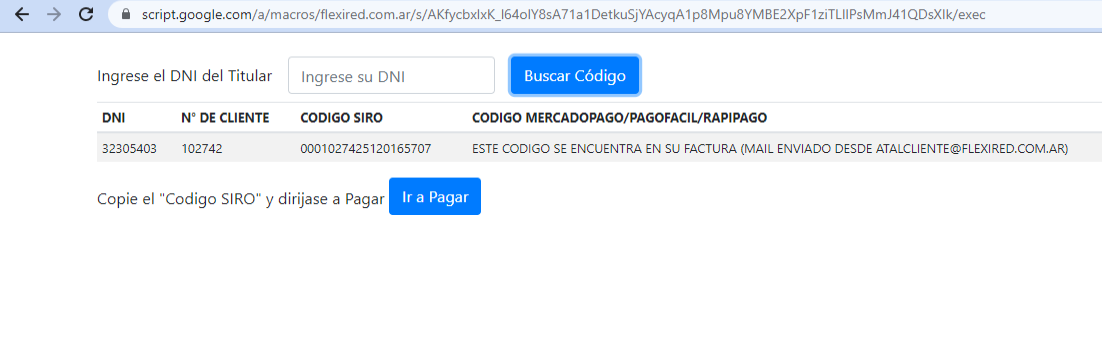 script.google.com/a/macros/flexired.com.ar/s/AKfycbxlxK_I64oIY8sA71a1DetkuSjYAcyqA1p8Mpu8YMBE2XpF1ziTLIlPsMmJ41QDsXIk/exec
Ingrese el DNI del Titular Ingrese su DNI Buscar Código
DNI N° DE CLIENTE CODIGO SIRO CODIGO MERCADOPAGO/PAGOFACIL/RAPIPAGO
32305403 102742 0001027425120165707 ESTE CODIGO SE ENCUENTRA EN SU FACTURA (MAIL ENVIADO DESDE ATALCLIENTE@FLEXIRED.COM.AR)
Copie el "Codigo SIRO" y dirijase a Pagar Ir a Pagar